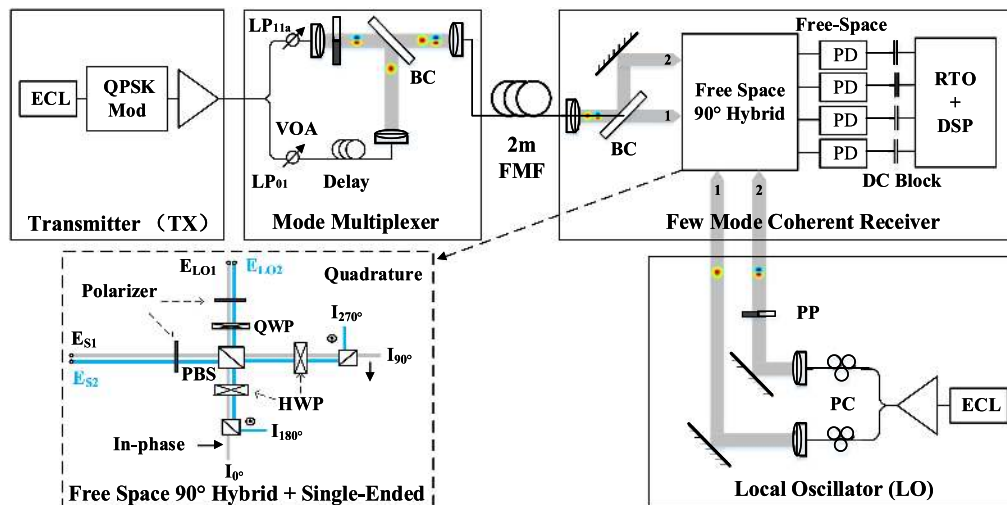 ECL
QPSK
Mod
Transmitter （TX）
LP11a
VOA
LP01
Delay
BC
Mode Multiplexer
2m
FMF
BC
2
1
Free Space
90° Hybrid
Free-Space
PD
PD
PD
PD
DC Block
RTO
+
DSP
1
2
Few Mode Coherent Receiver
Quadrature
ELO1
ELO2
Polarizer
QWP
ES1
ES2
PBS
I270°
I90°
HWP
I180°
In-phase
I0°
Free Space 90° Hybrid + Single-Ended
PP
PC
ECL
Local Oscillator (LO)